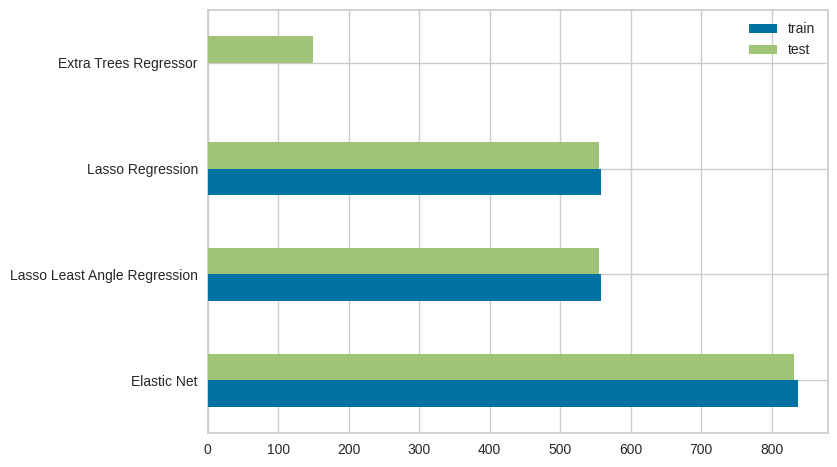 train
test
Extra Trees Regressor
Lasso Regression
Lasso Least Angle Regression
Elastic Net
0 100 200 300 400 500 600 700 800